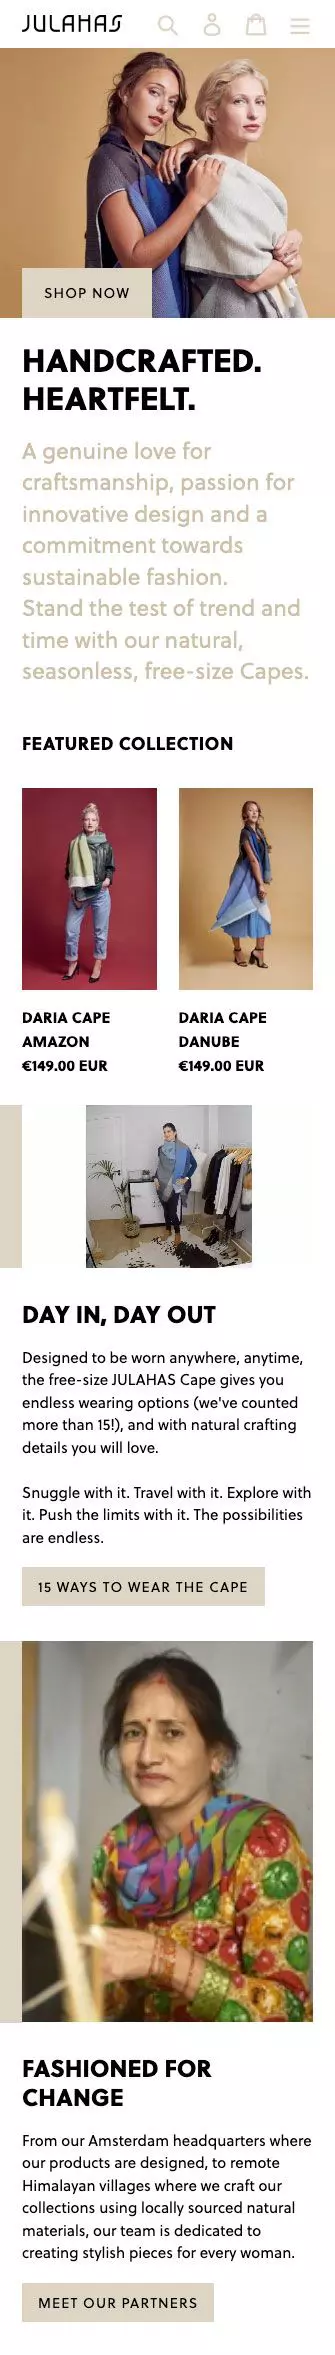 JULAHAS
SHOP NOW
HANDCRAFTED.
HEARTFELT.
A genuine love for
craftsmanship, passion for
innovative design and a
commitment towards
sustainable fashion.
Stand the test of trend and
time with our natural,
seasonless, free-size Capes.
FEATURED COLLECTION
DARIA CAPE
AMAZON
€149.00 EUR
DARIA CAPE
DANUBE
€149.00 EUR
DAY IN, DAY OUT
Designed to be worn anywhere, anytime,
the free-size JULAHAS Cape gives you
endless wearing options (we've counted
more than 15!), and with natural crafting
details you will love.
Snuggle with it. Travel with it. Explore with
it. Push the limits with it. The possibilities
are endless.
15 WAYS TO WEAR THE CAPE
FASHIONED FOR
CHANGE
From our Amsterdam headquarters where
our products are designed, to remote
Himalayan villages where we craft our
collections using locally sourced natural
materials, our team is dedicated to
creating stylish pieces for every woman.
MEET OUR PARTNERS